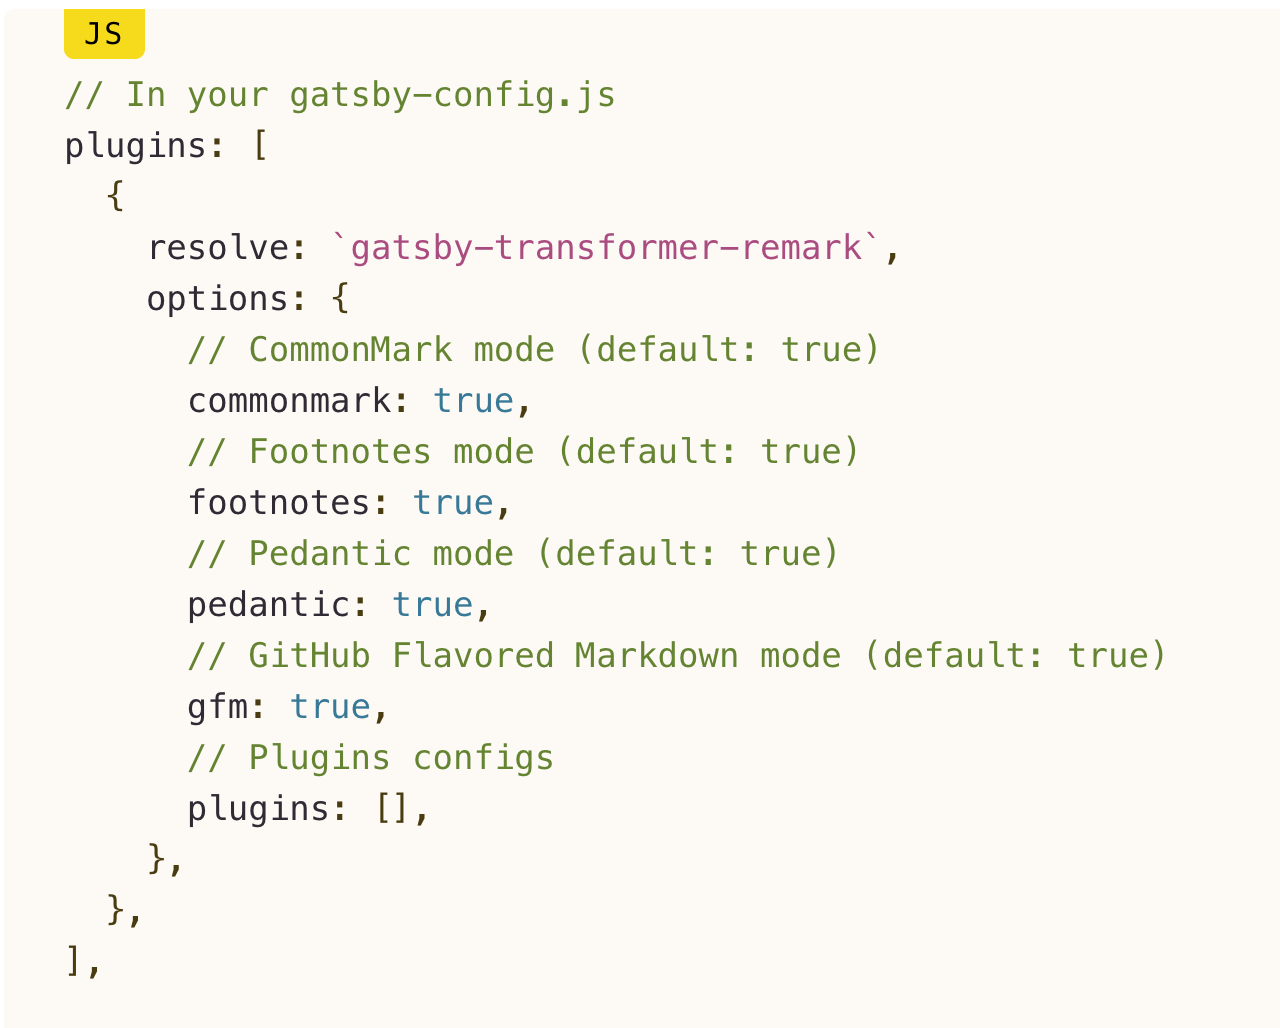 JS
// In your gatsby-config.js
plugins: [
  {
    resolve: `gatsby-transformer-remark`,
    options: {
      // CommonMark mode (default: true)
      commonmark: true,
      // Footnotes mode (default: true)
      footnotes: true,
      // Pedantic mode (default: true)
      pedantic: true,
      // GitHub Flavored Markdown mode (default: true)
      gfm: true,
      // Plugins configs
      plugins: [],
    },
  },
],